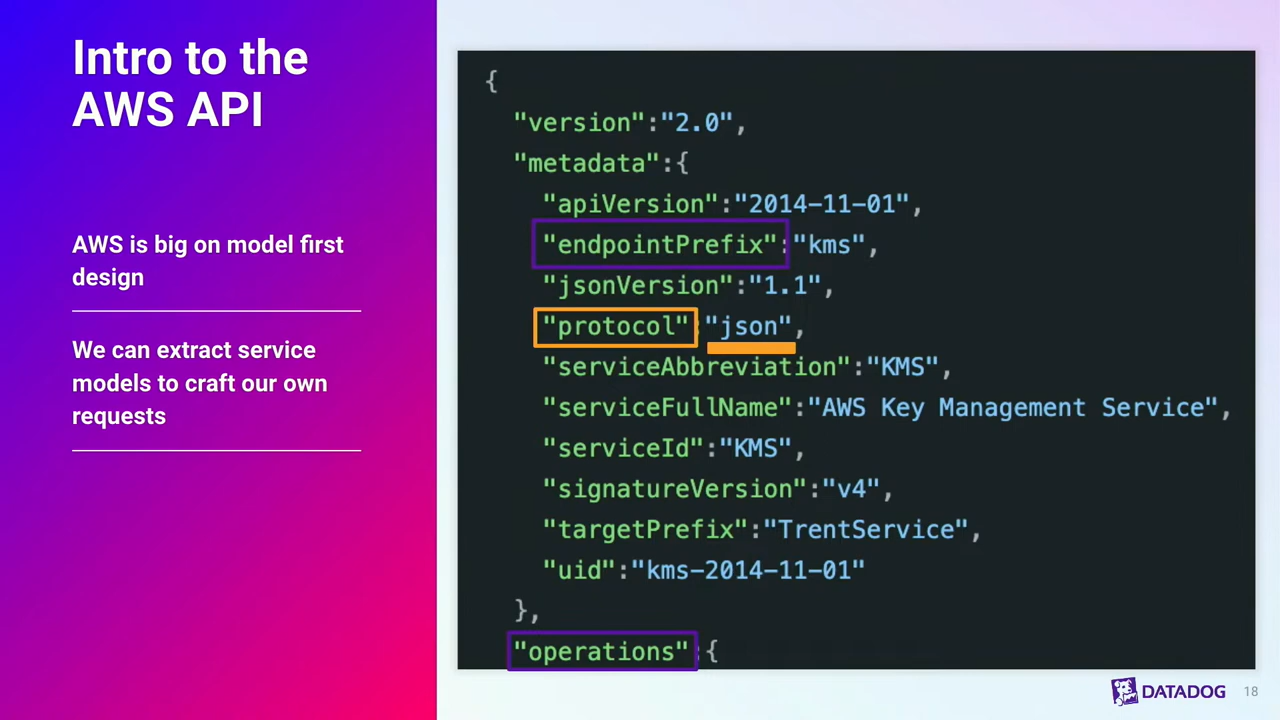 Intro to the
AWS API
AWS is big on model first
design
We can extract service
models to craft our own
requests
{
"version":"2.0",
"metadata":{
"apiVersion":"2014-11-01",
"endpointPrefix":"kms",
"jsonVersion":"1.1",
"protocol":"json",
"serviceAbbreviation":"KMS",
"serviceFullName":"AWS Key Management Service",
"serviceId":"KMS",
"signatureVersion":"v4",
"targetPrefix":"TrentService",
"uid":"kms-2014-11-01"
},
"operations":{
DATADOG
18